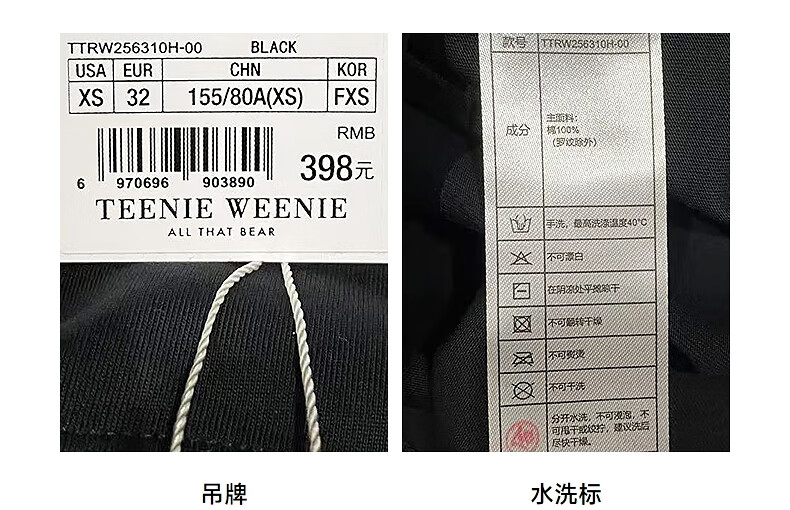 TTRW256310H-00 BLACK
USA EUR CHN KOR
XS 32 155/80A(XS) FXS
RMB
398元
6 970696 903890
TEENIE WEENIE
ALL THAT BEAR
款号 TTRW256310H-00
成分
主面料:
棉100%
(罗纹除外)
手洗，最高洗涤温度40°C
不可漂白
在阴凉处平摊晾干
不可翻转干燥
不可熨烫
不可干洗
分开水洗，不可浸泡，不
可甩干或绞拧，建议洗后
尽快干燥。
吊牌
水洗标